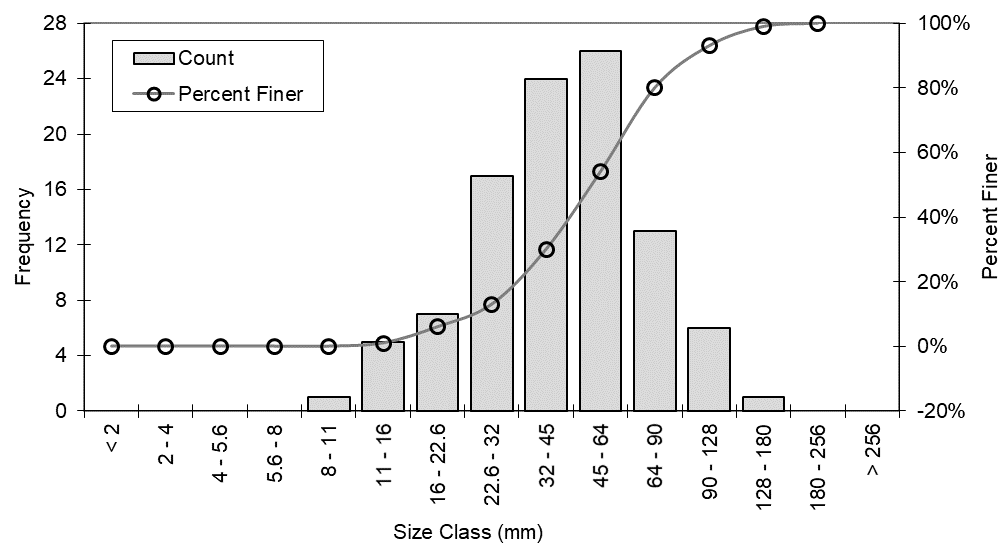 28
24
20
16
12
8
4
0
Frequency
Count
Percent Finer
100%
80%
60%
40%
20%
0%
-20%
Percent Finer
< 2
2 - 4
4 - 5.6
5.6 - 8
8 - 11
11 - 16
16 - 22.6
22.6 - 32
32 - 45
45 - 64
64 - 90
90 - 128
128 - 180
180 - 256
> 256
Size Class (mm)